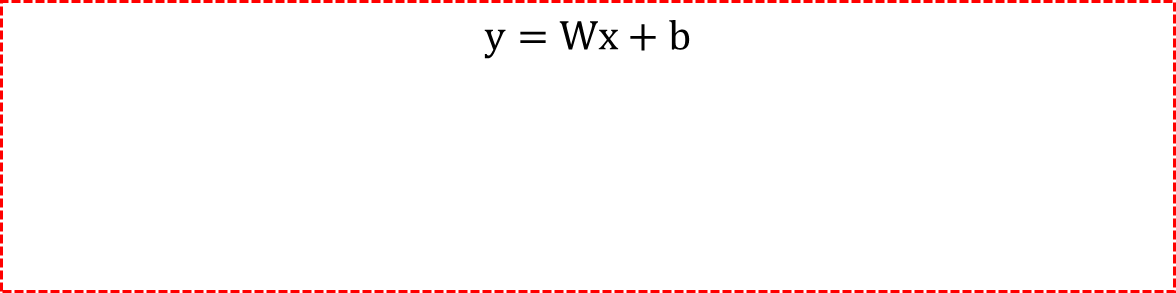 y = Wx + b